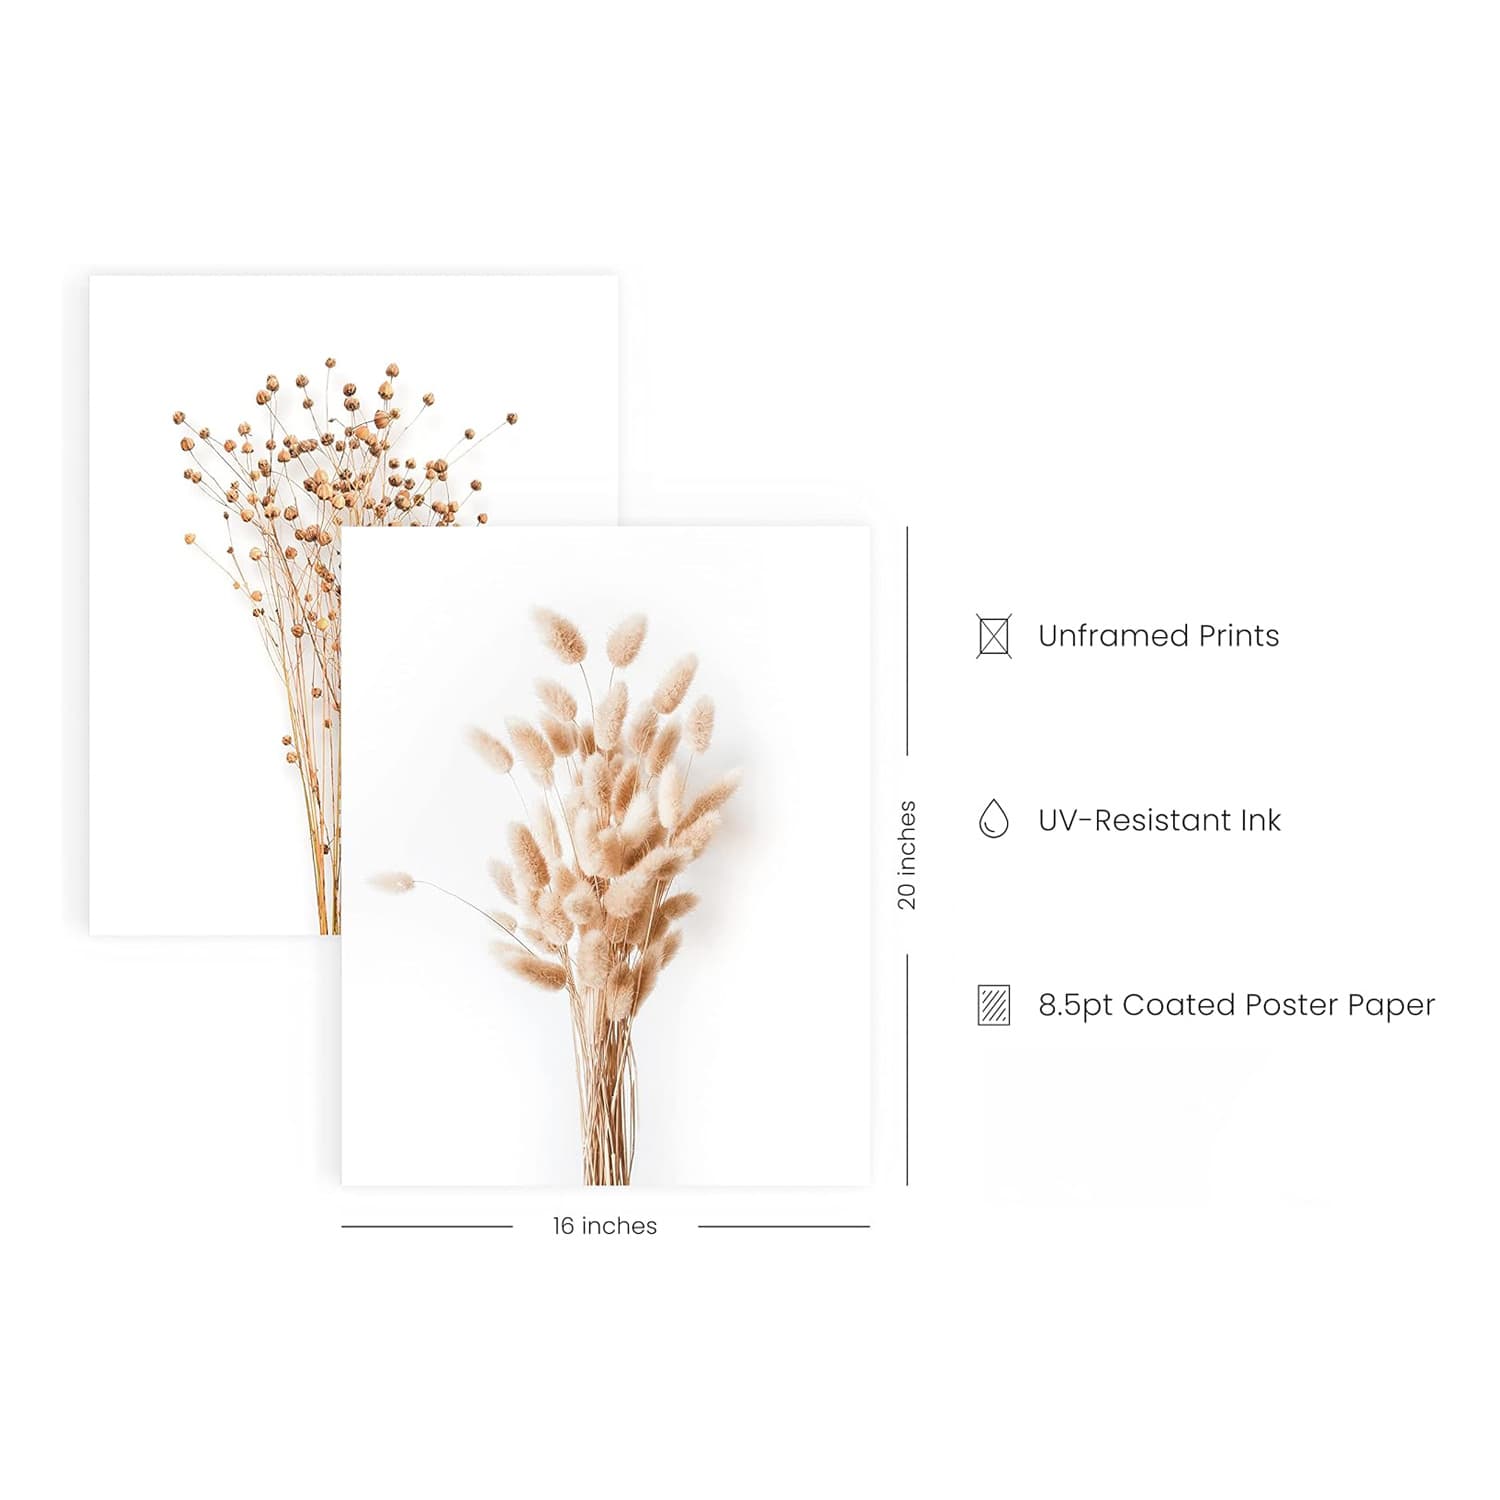 Unframed Prints
UV-Resistant Ink
20 inches
8.5pt Coated Poster Paper
16 inches